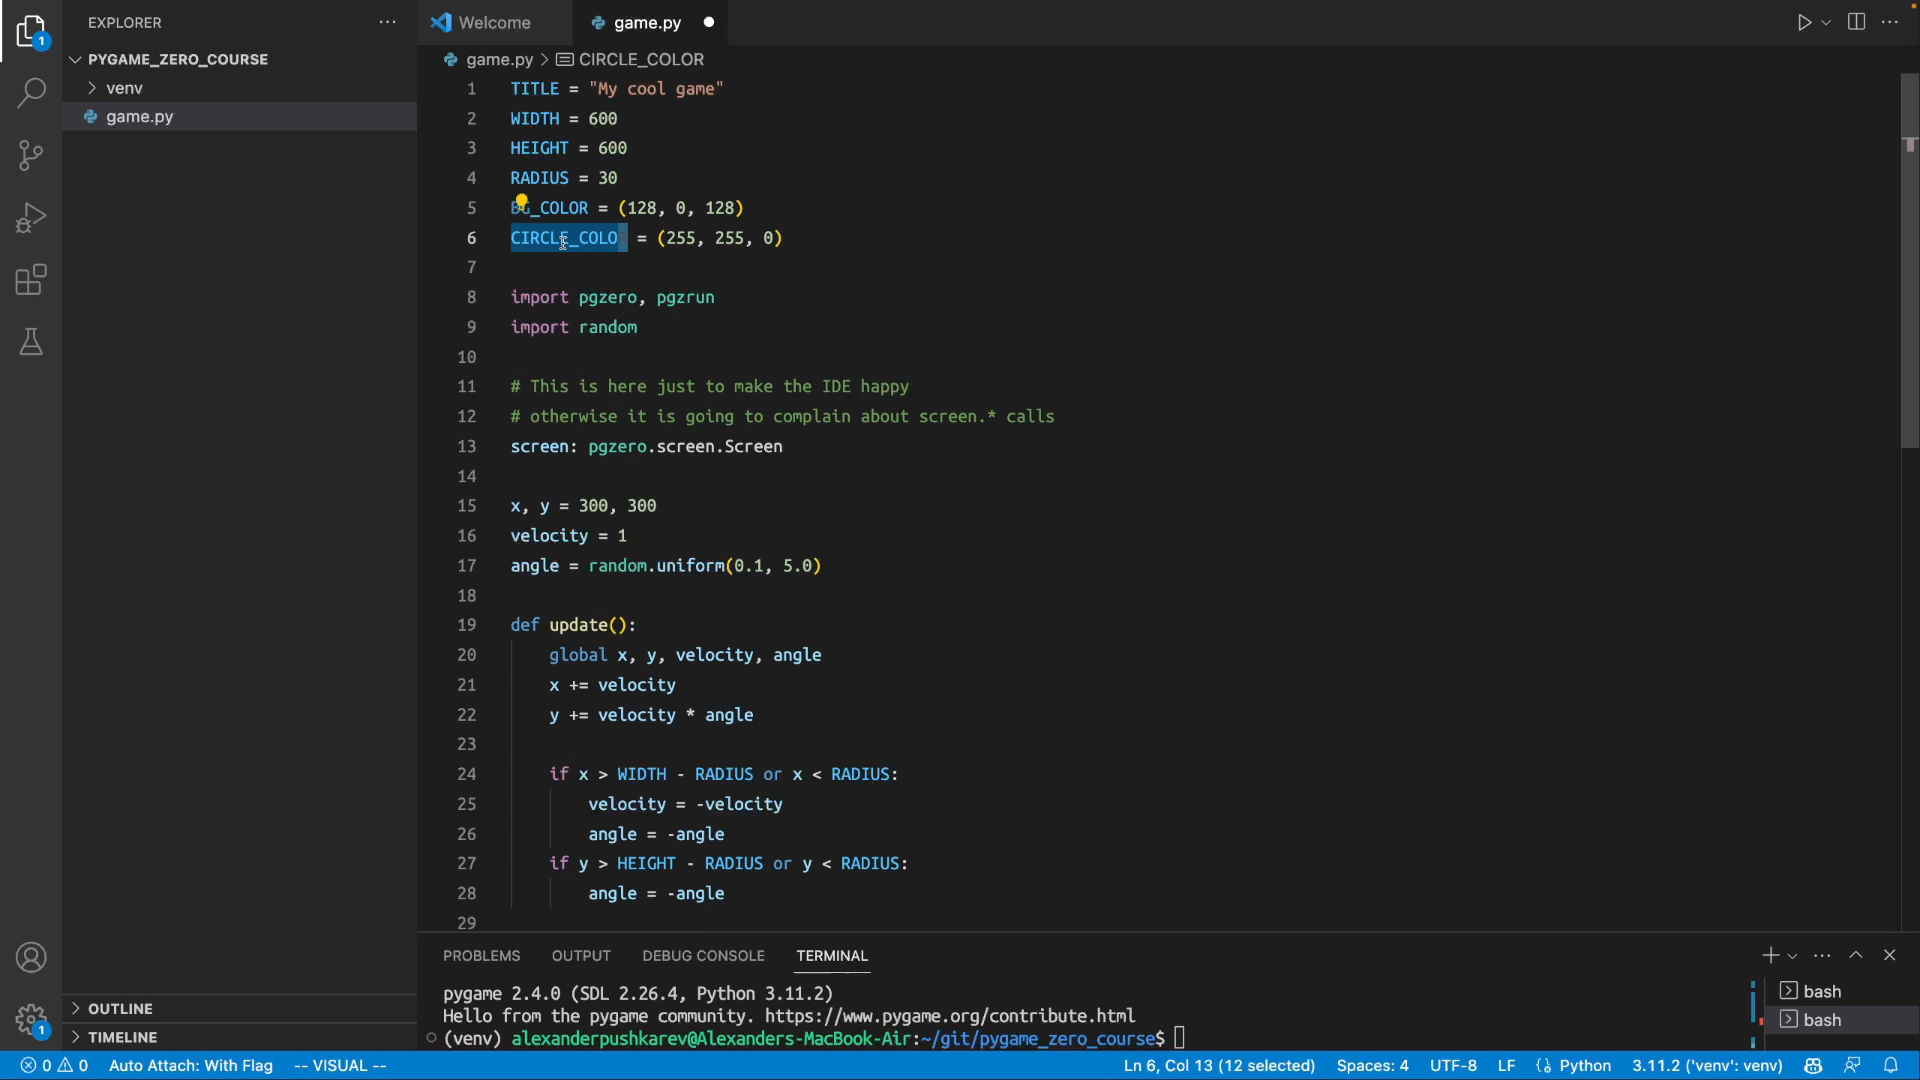 EXPLORER
Welcome
game.py
PYGAME_ZERO_COURSE
venv
game.py
game.py > CIRCLE_COLOR
1 TITLE = "My cool game"
2 WIDTH = 600
3 HEIGHT = 600
4 RADIUS = 30
5 BG_COLOR = (128, 0, 128)
6 CIRCLE_COLOR = (255, 255, 0)
7
8 import pgzero, pgzrun
9 import random
10
11 # This is here just to make the IDE happy
12 # otherwise it is going to complain about screen.* calls
13 screen: pgzero.screen.Screen
14
15 x, y = 300, 300
16 velocity = 1
17 angle = random.uniform(0.1, 5.0)
18
19 def update():
20 global x, y, velocity, angle
21 x += velocity
22 y += velocity * angle
23
24 if x > WIDTH - RADIUS or x < RADIUS:
25 velocity = -velocity
26 angle = -angle
27 if y > HEIGHT - RADIUS or y < RADIUS:
28 angle = -angle
29
PROBLEMS OUTPUT DEBUG CONSOLE TERMINAL
pygame 2.4.0 (SDL 2.26.4, Python 3.11.2)
Hello from the pygame community. https://www.pygame.org/contribute.html
(venv) alexanderpushkarev@Alexanders-MacBook-Air:~/git/pygame_zero_course$
bash
bash
OUTLINE
TIMELINE
1
1
0 0 Auto Attach: With Flag -- VISUAL -- Ln 6, Col 13 (12 selected) Spaces: 4 UTF-8 LF Python 3.11.2 ('venv': venv)